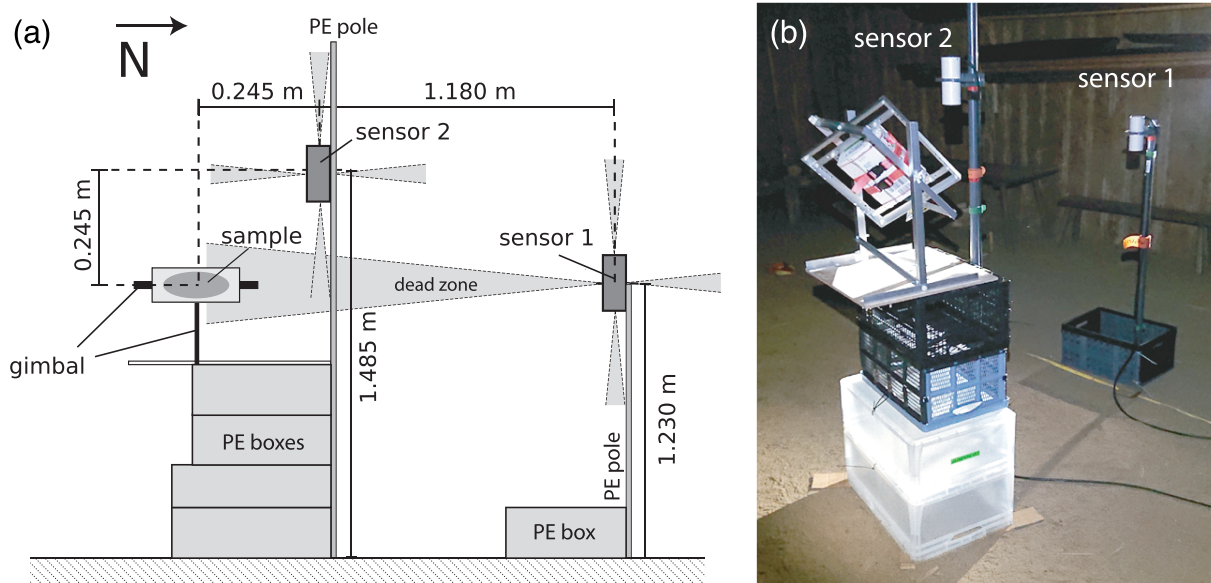 (a)
N
PE pole
0.245 m
1.180 m
sensor 2
0.245 m
sample
sensor 1
dead zone
gimbal
1.485 m
PE boxes
PE pole
1.230 m
PE box
(b)
sensor 2
sensor 1